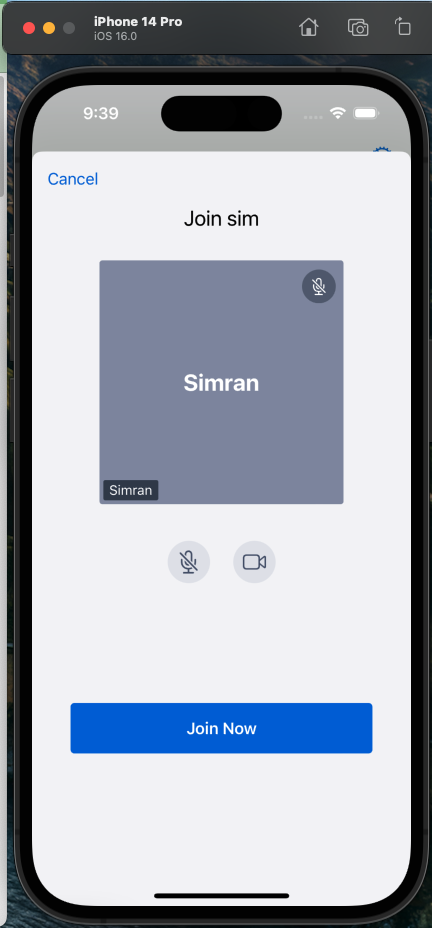 iPhone 14 Pro
iOS 16.0
9:39
Cancel
Join sim
Simran
Simran
Join Now